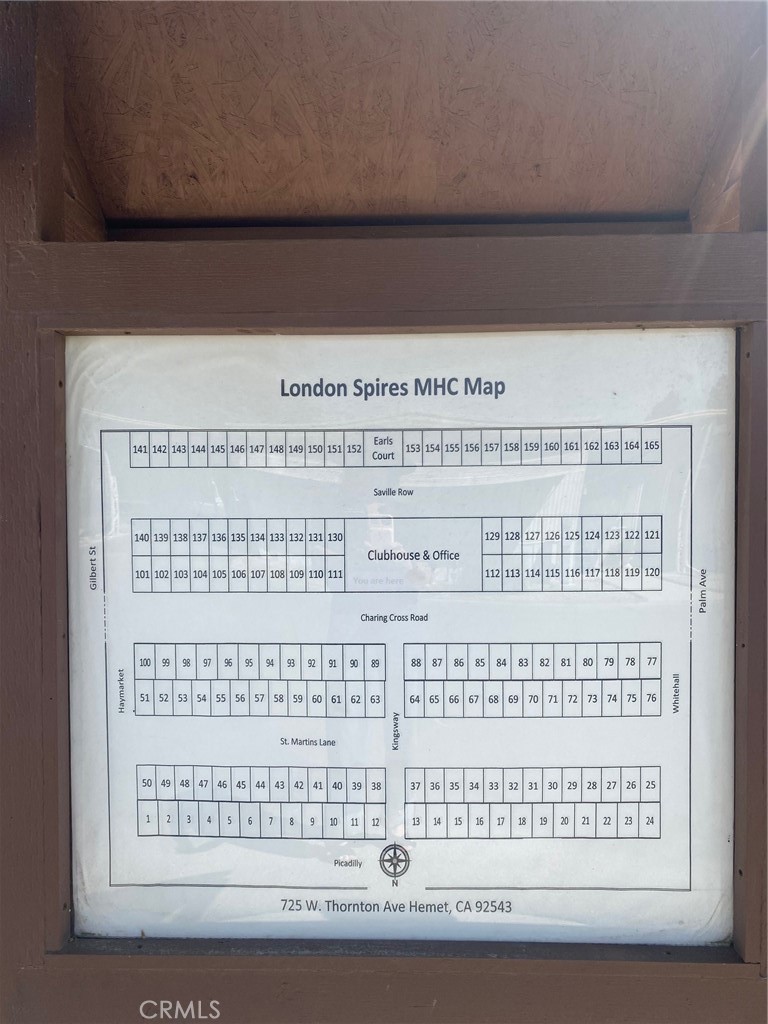 London Spires MHC Map
141 142 143 144 145 146 147 148 149 150 151 152 Earls Court 153 154 155 156 157 158 159 160 161 162 163 164 165
Saville Row
140 139 138 137 136 135 134 133 132 131 130 Clubhouse & Office 129 128 127 126 125 124 123 122 121
101 102 103 104 105 106 107 108 109 110 111 You are here 112 113 114 115 116 117 118 119 120
Gilbert St
Palm Ave
Charing Cross Road
100 99 98 97 96 95 94 93 92 91 90 89 88 87 86 85 84 83 82 81 80 79 78 77
51 52 53 54 55 56 57 58 59 60 61 62 63 64 65 66 67 68 69 70 71 72 73 74 75 76
Haymarket
Whitehall
Kingsway
St. Martins Lane
50 49 48 47 46 45 44 43 42 41 40 39 38 37 36 35 34 33 32 31 30 29 28 27 26 25
1 2 3 4 5 6 7 8 9 10 11 12 13 14 15 16 17 18 19 20 21 22 23 24
Picadilly
N
725 W. Thornton Ave Hemet, CA 92543
CRMLS